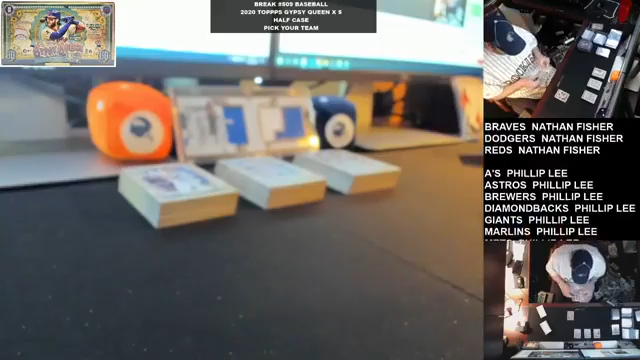 BREAK #509 BASEBALL
2020 TOPPPS GYPSY QUEEN X 5
HALF CASE
PICK YOUR TEAM
BRAVES NATHAN FISHER
DODGERS NATHAN FISHER
REDS NATHAN FISHER
A'S PHILLIP LEE
ASTROS PHILLIP LEE
BREWERS PHILLIP LEE
DIAMONDBACKS PHILLIP LEE
GIANTS PHILLIP LEE
MARLINS PHILLIP LEE